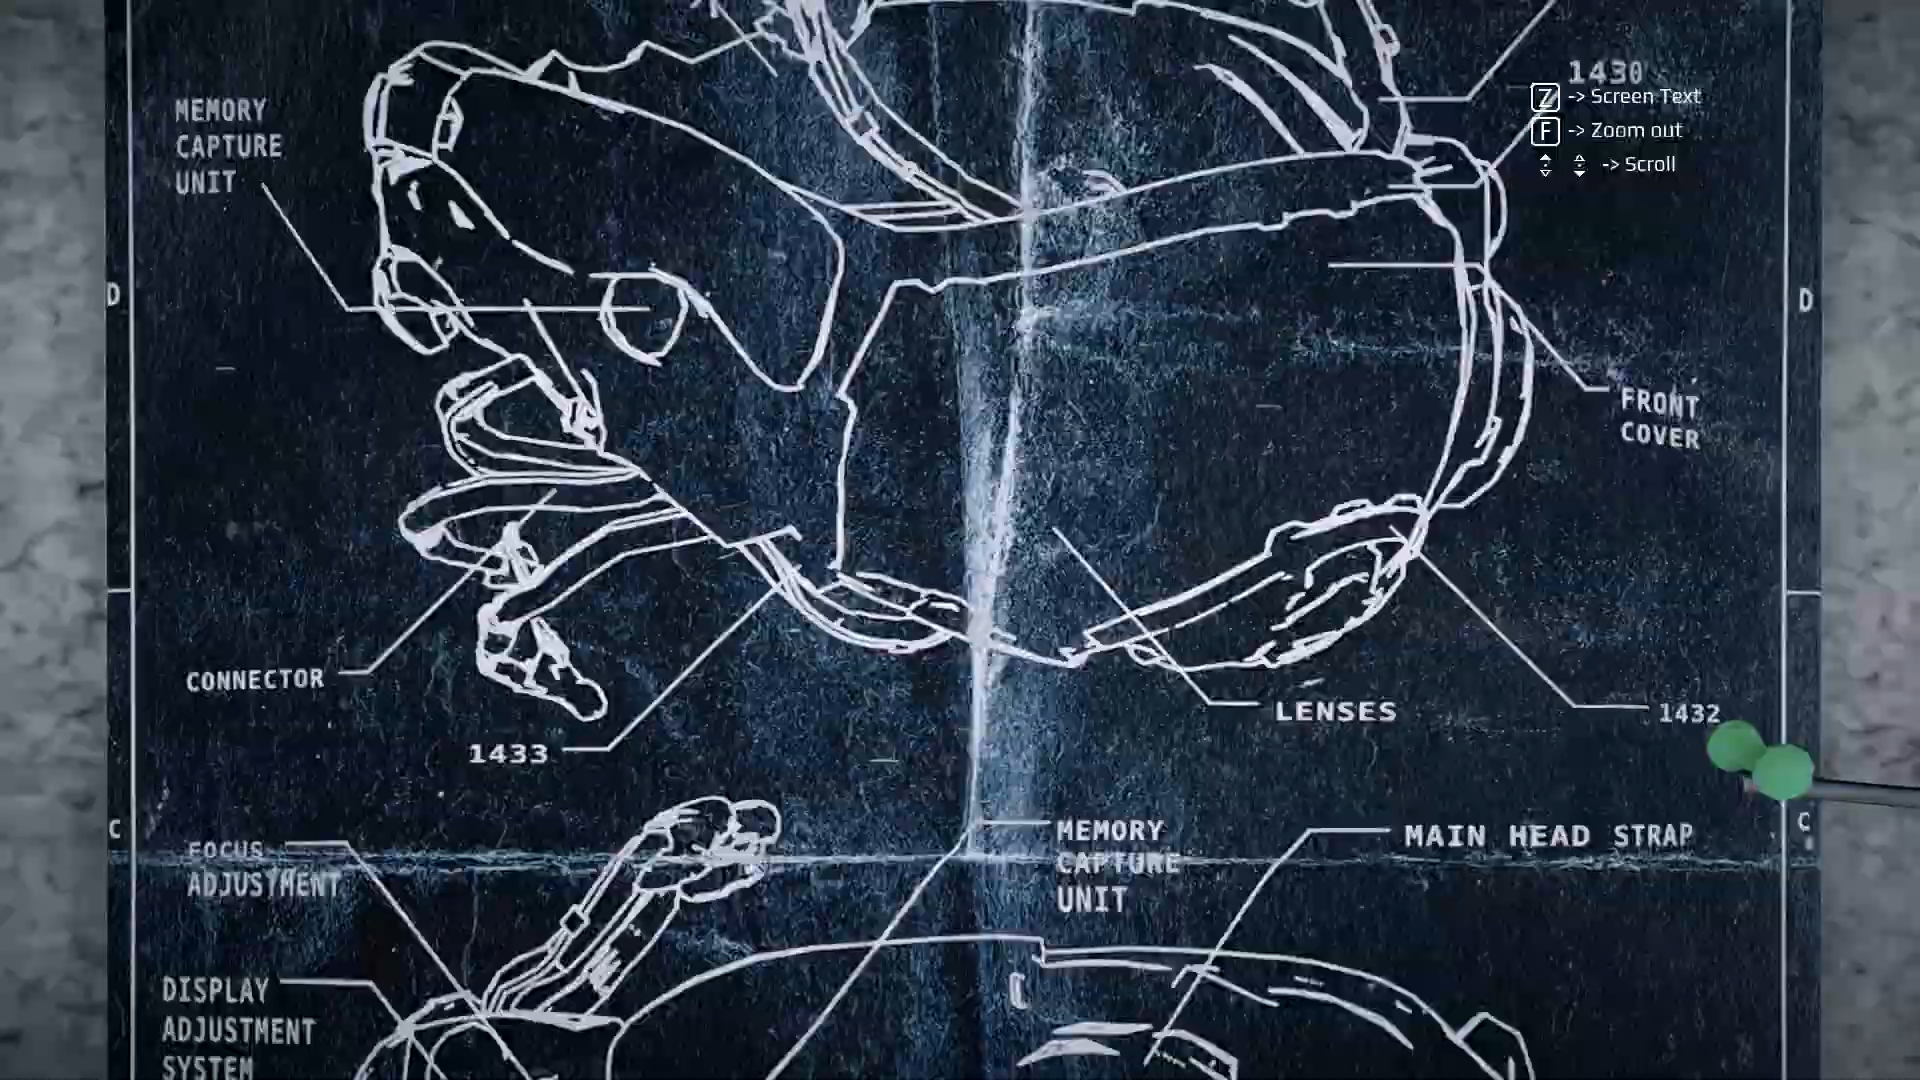 1430
Z -> Screen Text
F -> Zoom out
-> Scroll
MEMORY
CAPTURE
UNIT
D
D
FRONT
COVER
CONNECTOR
LENSES
1432
1433
C
C
FOCUS
ADJUSTMENT
MEMORY
CAPTURE
UNIT
MAIN HEAD STRAP
DISPLAY
ADJUSTMENT
SYSTEM